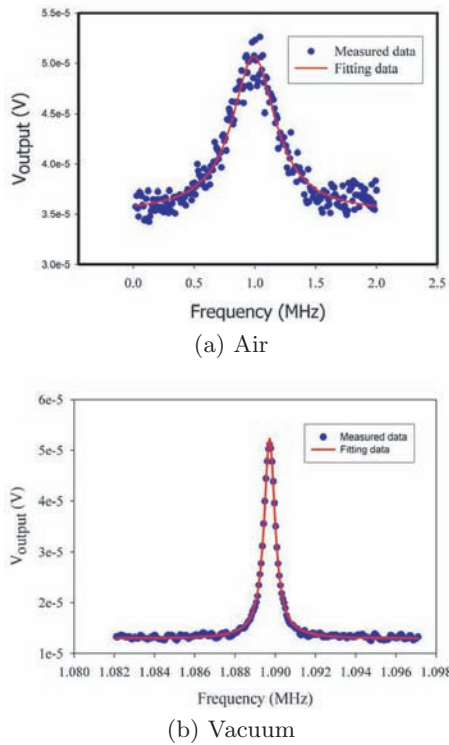 5.5e-5
5.0e-5
4.5e-5
4.0e-5
3.5e-5
3.0e-5
Voutput (V)
Measured data
Fitting data
0.0 0.5 1.0 1.5 2.0 2.5
Frequency (MHz)
(a) Air
6e-5
5e-5
3e-5
2e-5
1e-5
Voutput (V)
Measured data
Fitting data
1.080 1.082 1.084 1.086 1.088 1.090 1.092 1.094 1.096 1.098
Frequency (MHz)
(b) Vacuum